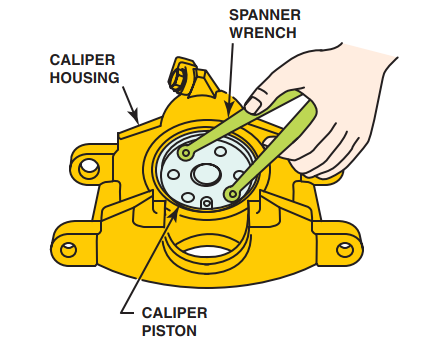 SPANNER
WRENCH
CALIPER
HOUSING
CALIPER
PISTON